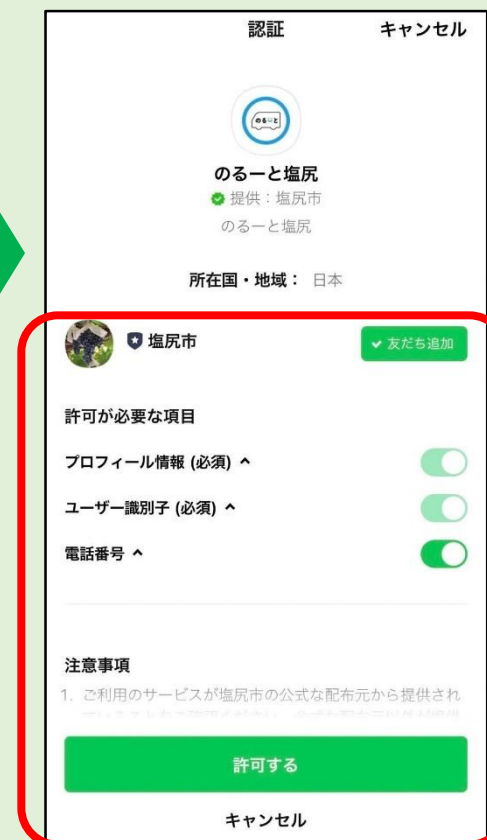 認証 キャンセル
のるーと
のるーと塩尻
提供：塩尻市
のるーと塩尻
所在国・地域： 日本
塩尻市 友だち追加
許可が必要な項目
プロフィール情報 (必須)
ユーザー識別子 (必須)
電話番号
注意事項
1. ご利用のサービスが塩尻市の公式な配布元から提供され
許可する
キャンセル